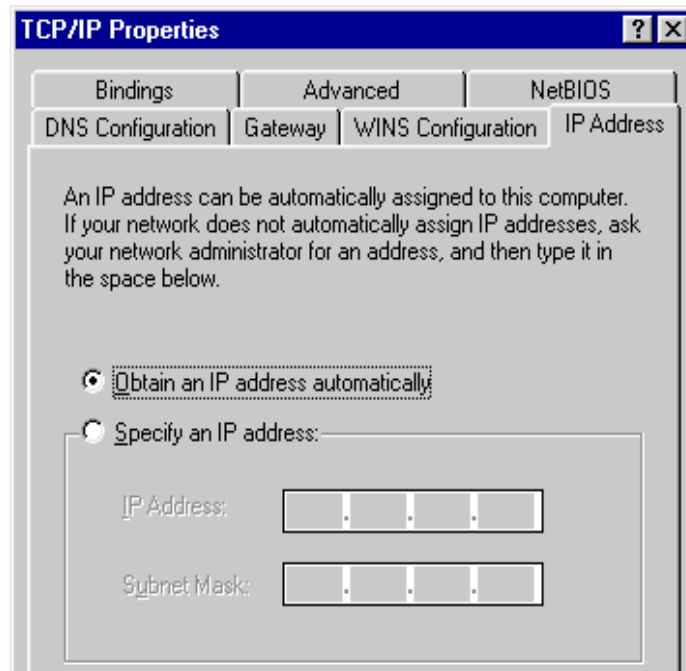 TCP/IP Properties
Bindings Advanced NetBIOS
DNS Configuration Gateway WINS Configuration IP Address
An IP address can be automatically assigned to this computer.
If your network does not automatically assign IP addresses, ask
your network administrator for an address, and then type it in
the space below.
Obtain an IP address automatically
Specify an IP address:
IP Address:
Subnet Mask: